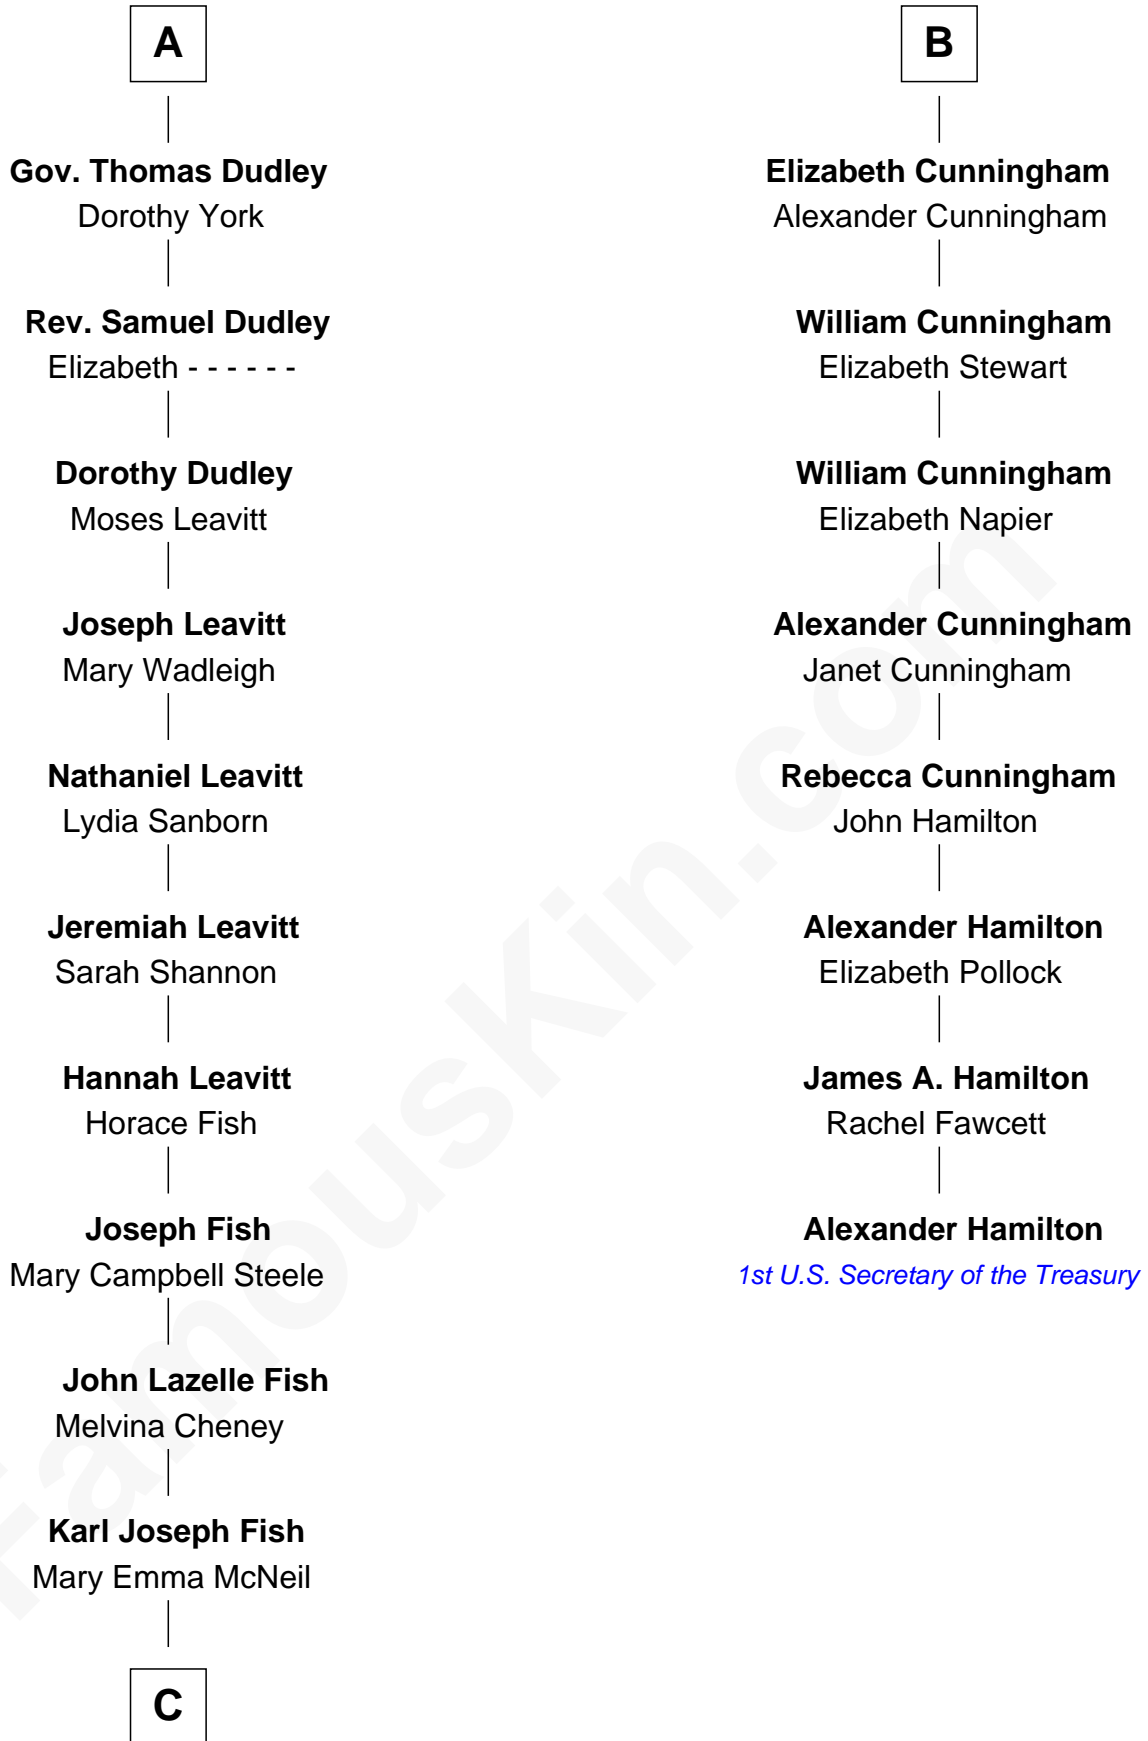 A
Gov. Thomas Dudley
Dorothy York
Rev. Samuel Dudley
Elizabeth - - - - - -
Dorothy Dudley
Moses Leavitt
Joseph Leavitt
Mary Wadleigh
Nathaniel Leavitt
Lydia Sanborn
Jeremiah Leavitt
Sarah Shannon
Hannah Leavitt
Horace Fish
Joseph Fish
Mary Campbell Steele
John Lazelle Fish
Melvina Cheney
Karl Joseph Fish
Mary Emma McNeil
C
B
Elizabeth Cunningham
Alexander Cunningham
William Cunningham
Elizabeth Stewart
William Cunningham
Elizabeth Napier
Alexander Cunningham
Janet Cunningham
Rebecca Cunningham
John Hamilton
Alexander Hamilton
Elizabeth Pollock
James A. Hamilton
Rachel Fawcett
Alexander Hamilton
1st U.S. Secretary of the Treasury
FamousKin.com